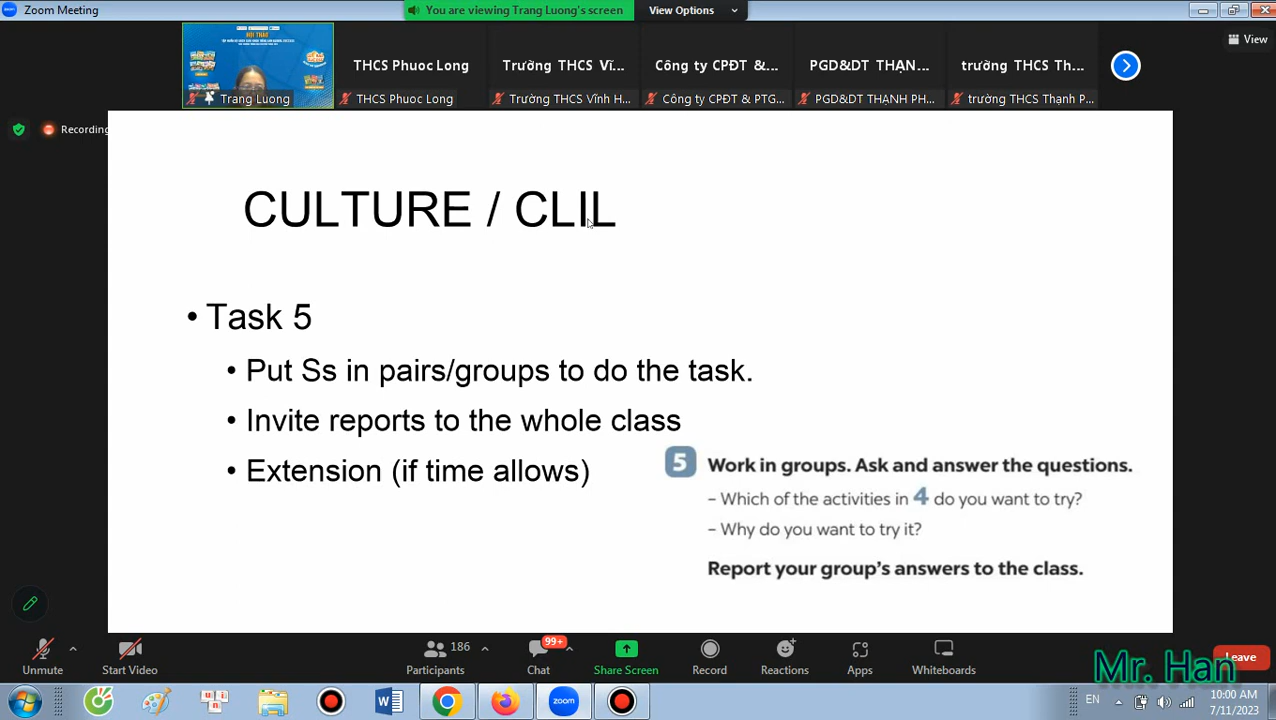 Zoom Meeting
You are viewing Trang Luong's screen
View Options
View
HỘI THẢO
Trang Luong
THCS Phuoc Long
THCS Phuoc Long
Trường THCS Vĩ...
Trường THCS Vĩnh H...
Công ty CPĐT &...
Công ty CPĐT & PTG...
PGD&DT THẠN...
PGD&DT THẠNH PH...
trường THCS Th...
trường THCS Thạnh P...
Recording
CULTURE / CLIL
• Task 5
• Put Ss in pairs/groups to do the task.
• Invite reports to the whole class
• Extension (if time allows)
5 Work in groups. Ask and answer the questions.
– Which of the activities in 4 do you want to try?
– Why do you want to try it?
Report your group's answers to the class.
Unmute
Start Video
186
Participants
99+
Chat
Share Screen
Record
Reactions
Apps
Whiteboards
Leave
Mr. Han
zoom
EN
10:00 AM
7/11/2023